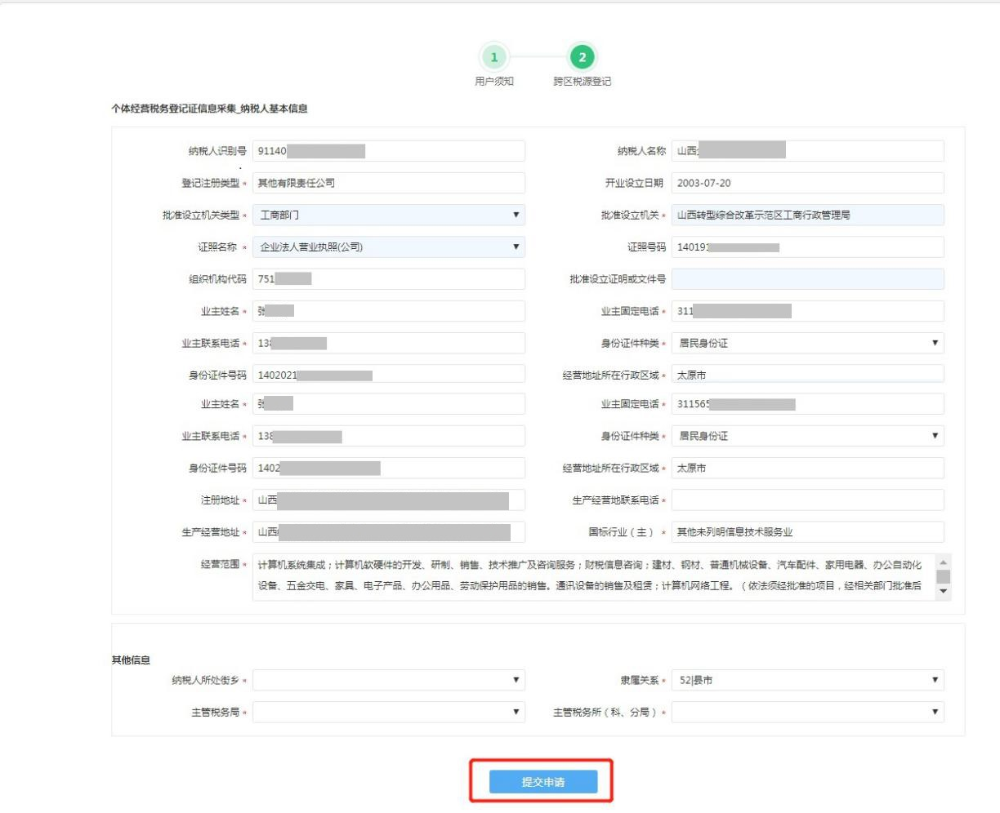 1
2
用户须知
跨区税源登记
个体经营税务登记证信息采集_纳税人基本信息
纳税人识别号 91140
纳税人名称 山西
登记注册类型 * 其他有限责任公司
开业设立日期 2003-07-20
批准设立机关类型 * 工商部门
批准设立机关 * 山西转型综合改革示范区工商行政管理局
证照名称 * 企业法人营业执照(公司)
证照号码 140191
组织机构代码 751
批准设立证明或文件号
业主姓名 * 张
业主固定电话 * 311
业主联系电话 * 138
身份证件种类 * 居民身份证
身份证件号码 1402021
经营地址所在行政区域 * 太原市
业主姓名 * 张
业主固定电话 * 311565
业主联系电话 * 138
身份证件种类 * 居民身份证
身份证件号码 1402
经营地址所在行政区域 * 太原市
注册地址 * 山西
生产经营地联系电话 *
生产经营地址 * 山西
国标行业（主） * 其他未列明信息技术服务业
经营范围 * 计算机系统集成；计算机软硬件的开发、研制、销售、技术推广及咨询服务；财税信息咨询；建材、钢材、普通机械设备、汽车配件、家用电器、办公自动化
设备、五金交电、家具、电子产品、办公用品、劳动保护用品的销售。通讯设备的销售及租赁；计算机网络工程。（依法须经批准的项目，经相关部门批准后
其他信息
纳税人所处街乡 *
隶属关系 * 52|县市
主管税务局 *
主管税务所（科、分局） *
提交申请